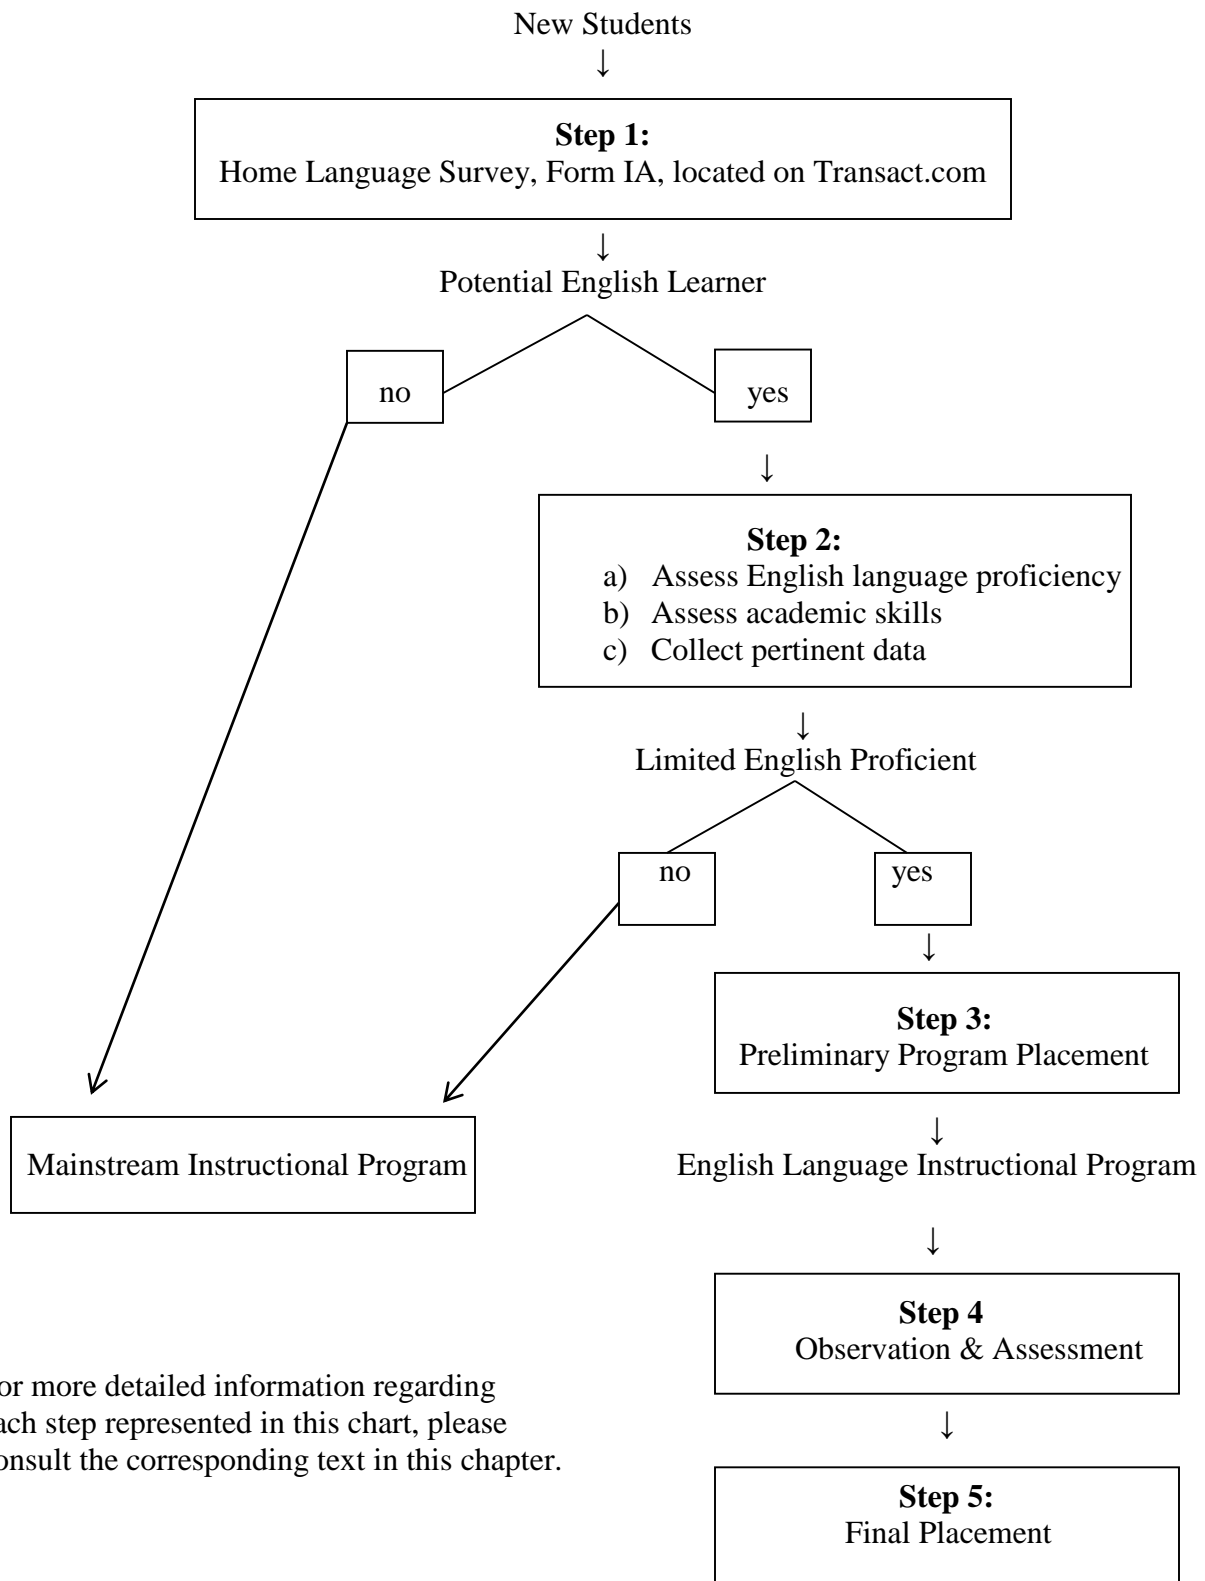 New Students
↓
Step 1:
Home Language Survey, Form IA, located on Transact.com
↓
Potential English Learner
no
yes
↓
Step 2:
a) Assess English language proficiency
b) Assess academic skills
c) Collect pertinent data
↓
Limited English Proficient
no
yes
↓
Step 3:
Preliminary Program Placement
↓
Mainstream Instructional Program
English Language Instructional Program
↓
Step 4
Observation & Assessment
or more detailed information regarding
ach step represented in this chart, please
onsult the corresponding text in this chapter.
↓
Step 5:
Final Placement